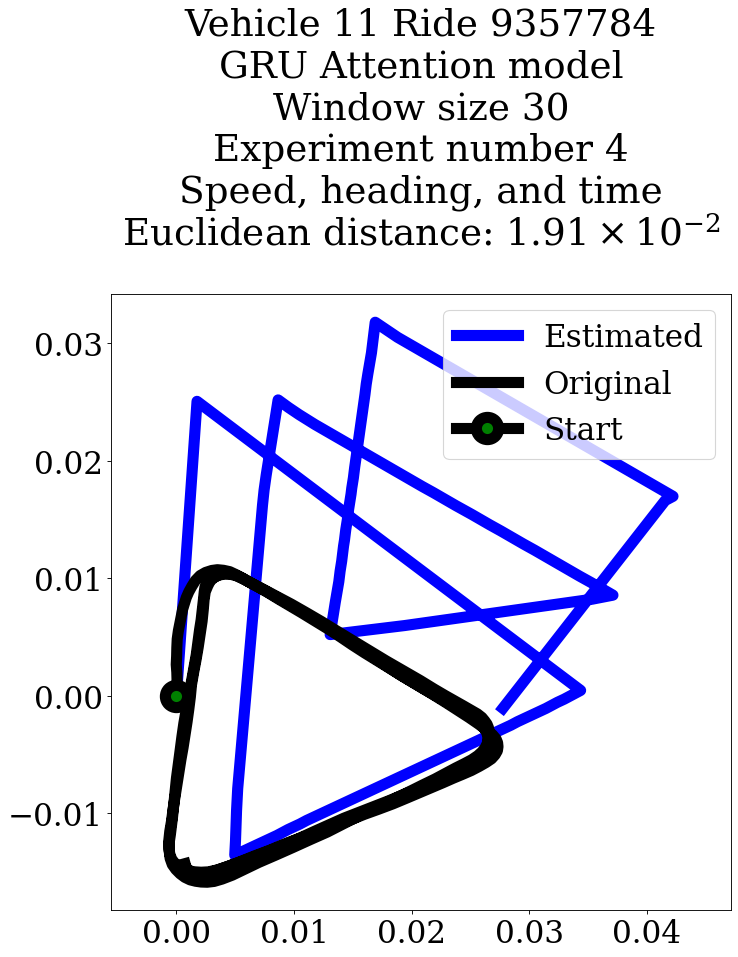 Vehicle 11 Ride 9357784
GRU Attention model
Window size 30
Experiment number 4
Speed, heading, and time
Euclidean distance: 1.91 × 10⁻²
Estimated
Original
Start
0.03
0.02
0.01
0.00
−0.01
0.00 0.01 0.02 0.03 0.04